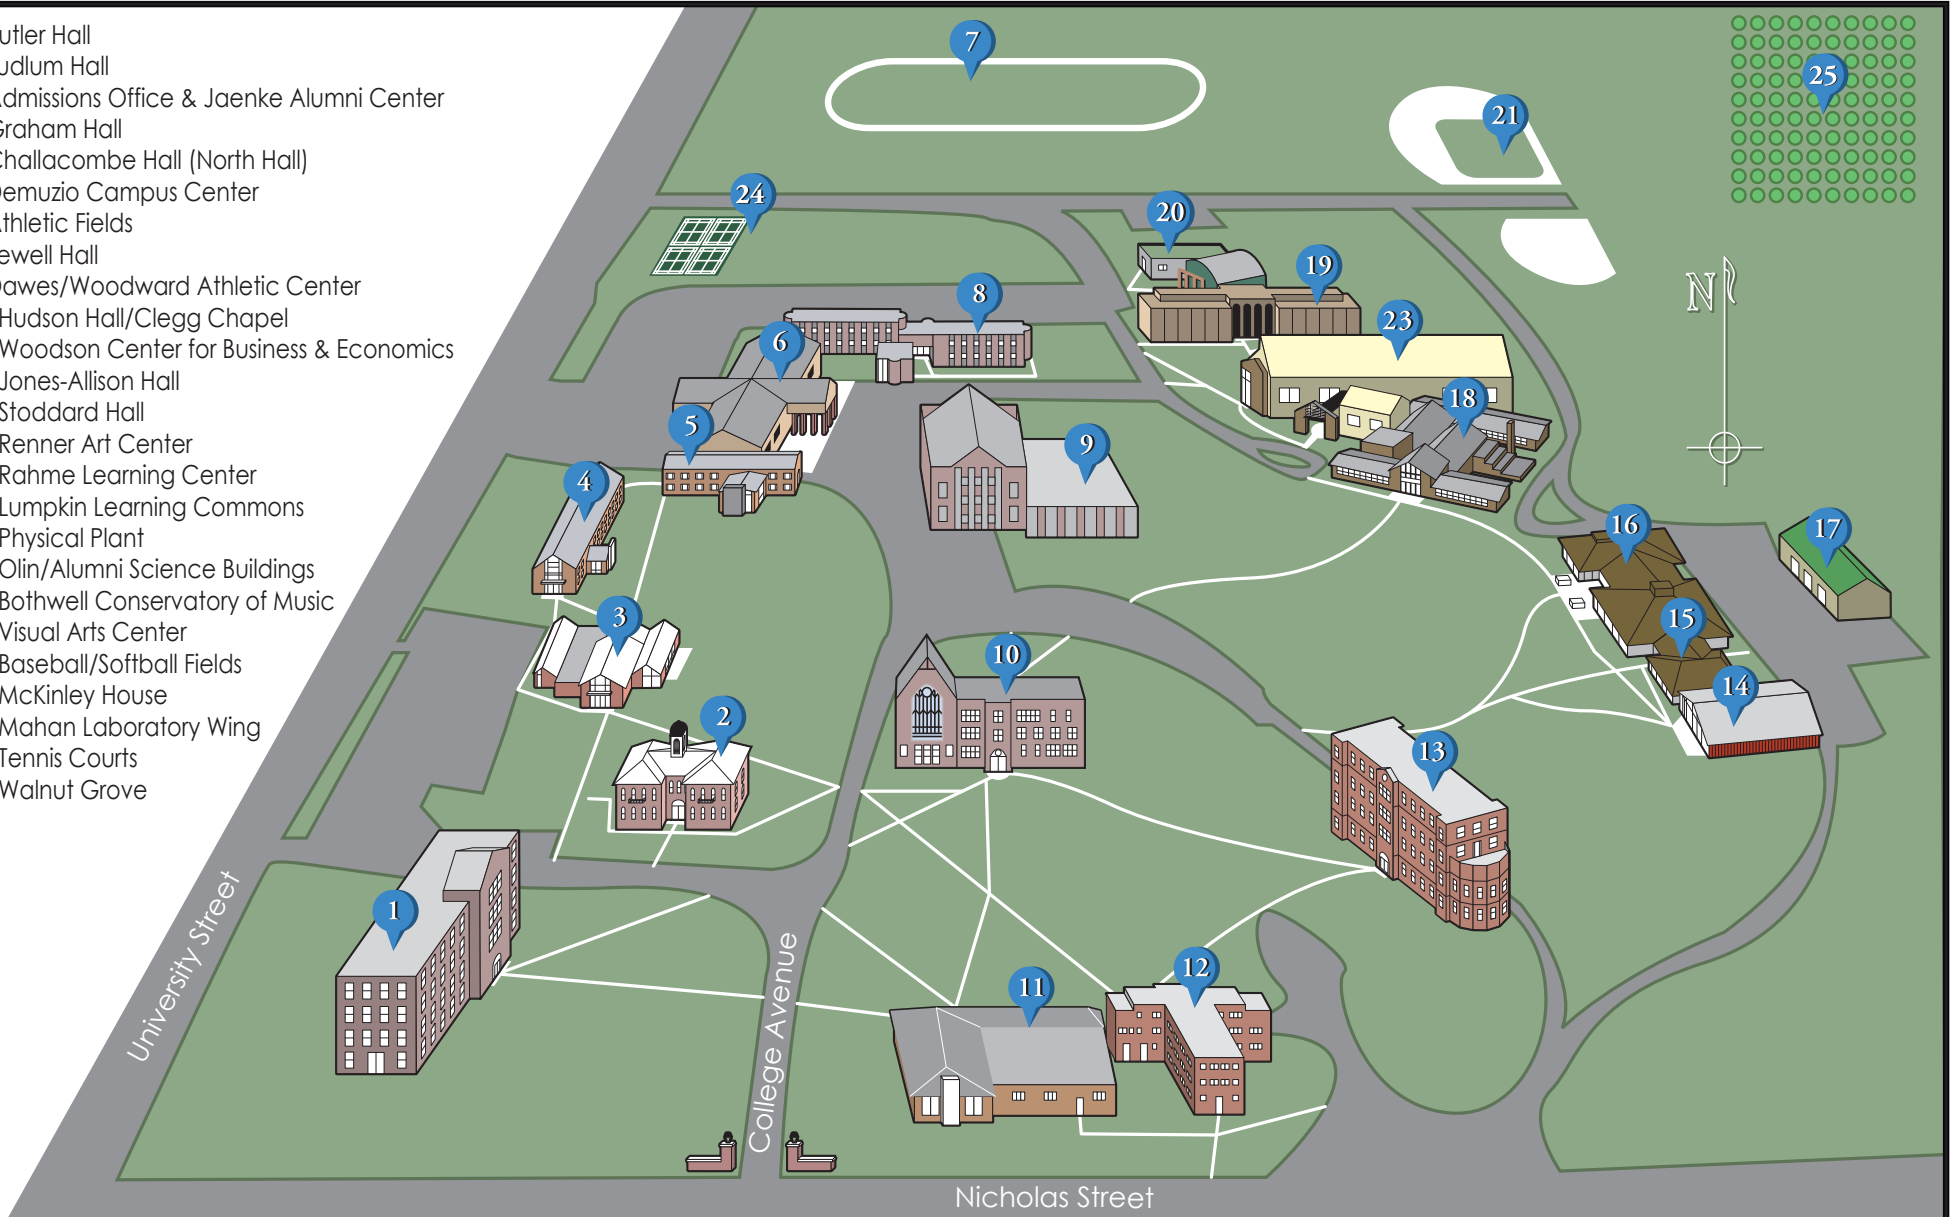 utler Hall
udlum Hall
Admissions Office & Jaenke Alumni Center
Graham Hall
Challacombe Hall (North Hall)
Demuzio Campus Center
Athletic Fields
ewell Hall
Dawes/Woodward Athletic Center
Hudson Hall/Clegg Chapel
Woodson Center for Business & Economics
Jones-Allison Hall
Stoddard Hall
Renner Art Center
Rahme Learning Center
Lumpkin Learning Commons
Physical Plant
Olin/Alumni Science Buildings
Bothwell Conservatory of Music
Visual Arts Center
Baseball/Softball Fields
McKinley House
Mahan Laboratory Wing
Tennis Courts
Walnut Grove
7
25
21
24
20
19
8
23
6
18
5
9
4
16
17
3
15
10
14
2
13
1
12
11
N
University Street
College Avenue
Nicholas Street